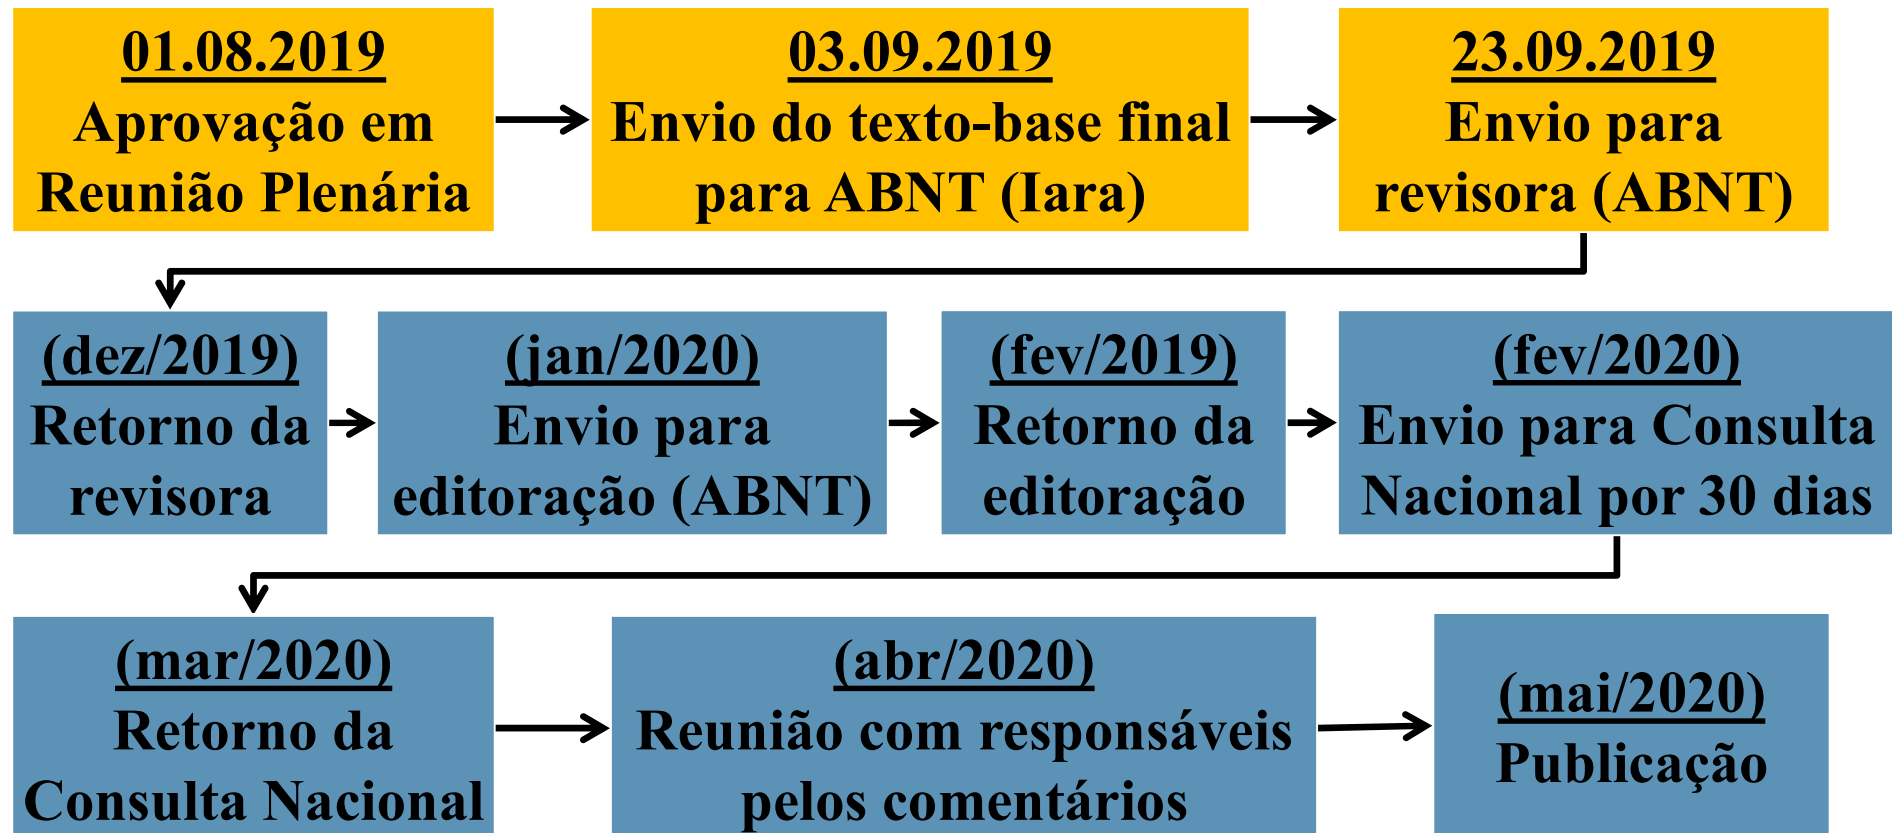 01.08.2019
Aprovação em
Reunião Plenária
03.09.2019
Envio do texto-base final
para ABNT (Iara)
23.09.2019
Envio para
revisora (ABNT)
(dez/2019)
Retorno da
revisora
(jan/2020)
Envio para
editoração (ABNT)
(fev/2019)
Retorno da
editoração
(fev/2020)
Envio para Consulta
Nacional por 30 dias
(mar/2020)
Retorno da
Consulta Nacional
(abr/2020)
Reunião com responsáveis
pelos comentários
(mai/2020)
Publicação